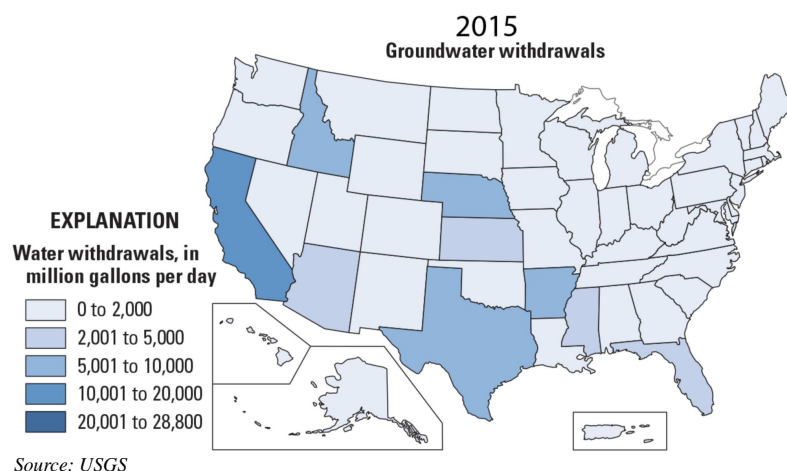 2015
Groundwater withdrawals
EXPLANATION
Water withdrawals, in
million gallons per day
0 to 2,000
2,001 to 5,000
5,001 to 10,000
10,001 to 20,000
20,001 to 28,800
Source: USGS